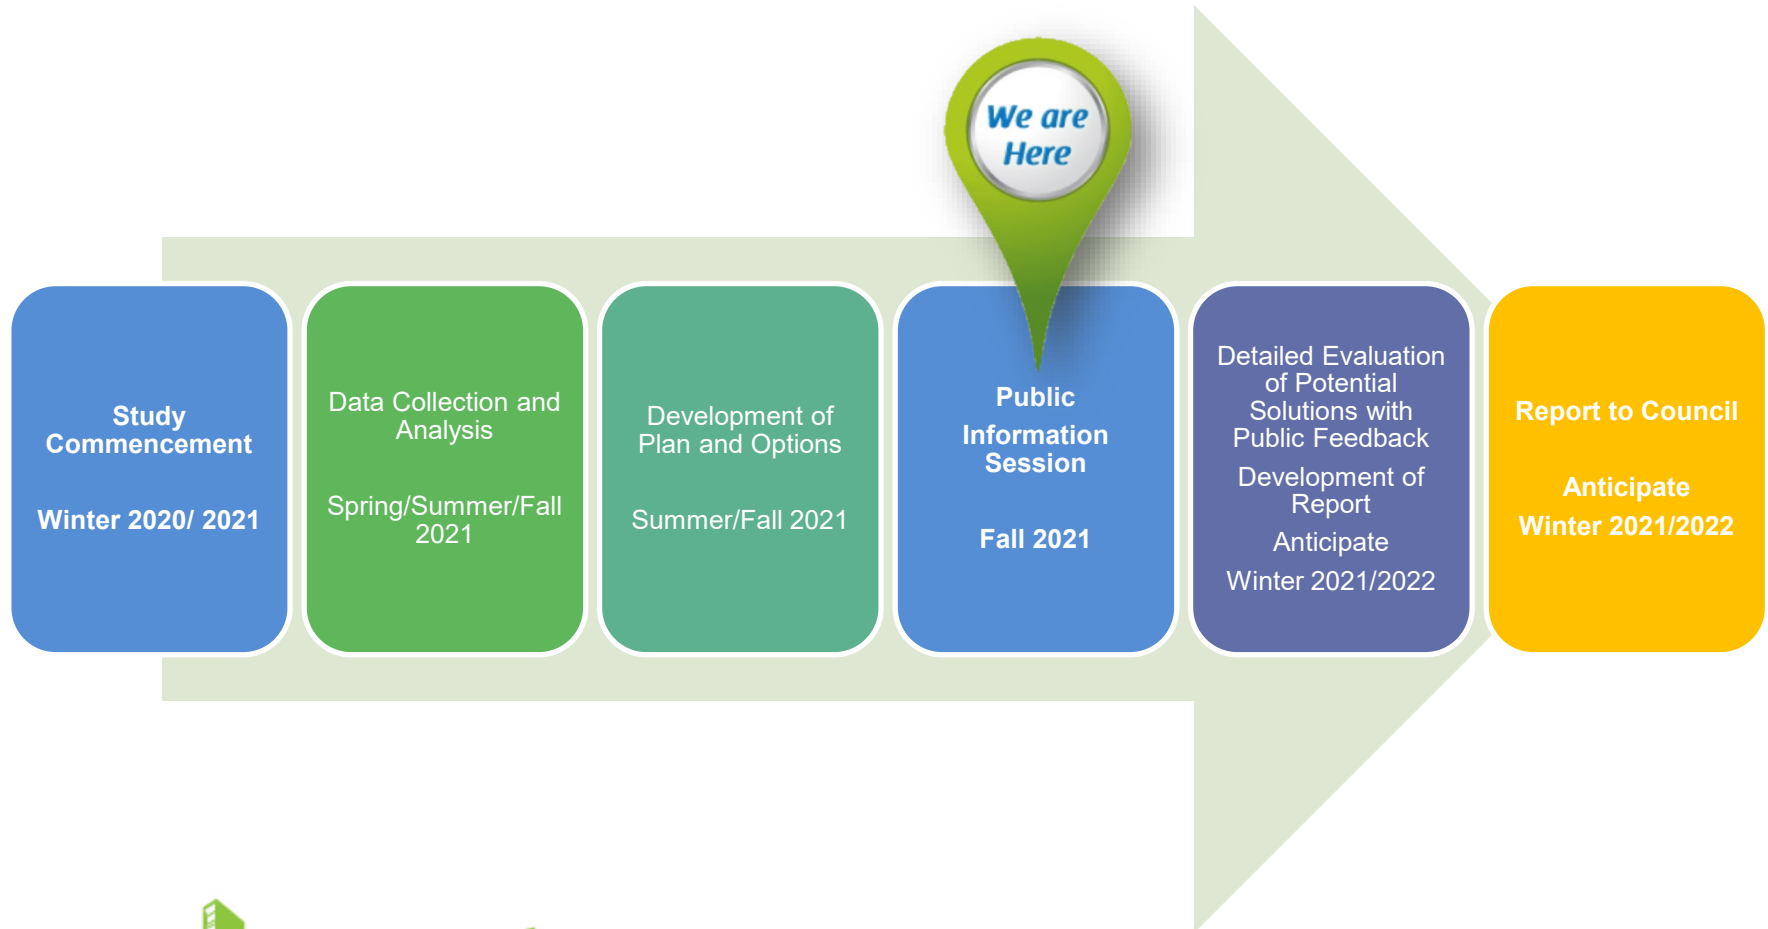 We are
Here
Study
Commencement
Winter 2020/ 2021
Data Collection and
Analysis
Spring/Summer/Fall
2021
Development of
Plan and Options
Summer/Fall 2021
Public
Information
Session
Fall 2021
Detailed Evaluation
of Potential
Solutions with
Public Feedback
Development of
Report
Anticipate
Winter 2021/2022
Report to Council
Anticipate
Winter 2021/2022